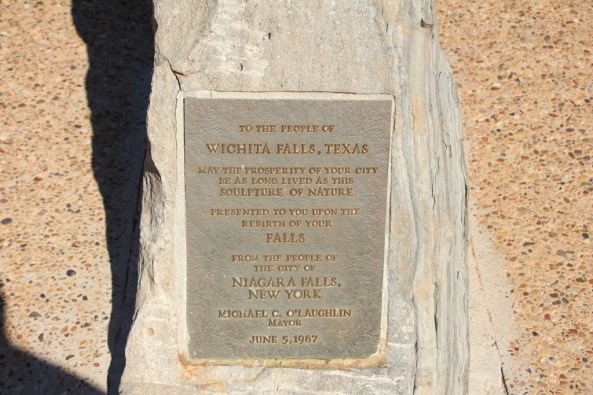 TO THE PEOPLE OF
WICHITA FALLS, TEXAS
MAY THE PROSPERITY OF YOUR CITY
BE AS LONG LIVED AS THIS
SCULPTURE OF NATURE
PRESENTED TO YOU UPON THE
REBIRTH OF YOUR
FALLS
FROM THE PEOPLE OF
THE CITY OF
NIAGARA FALLS,
NEW YORK
MICHAEL C. O'LAUGHLIN
MAYOR
JUNE 5, 1987